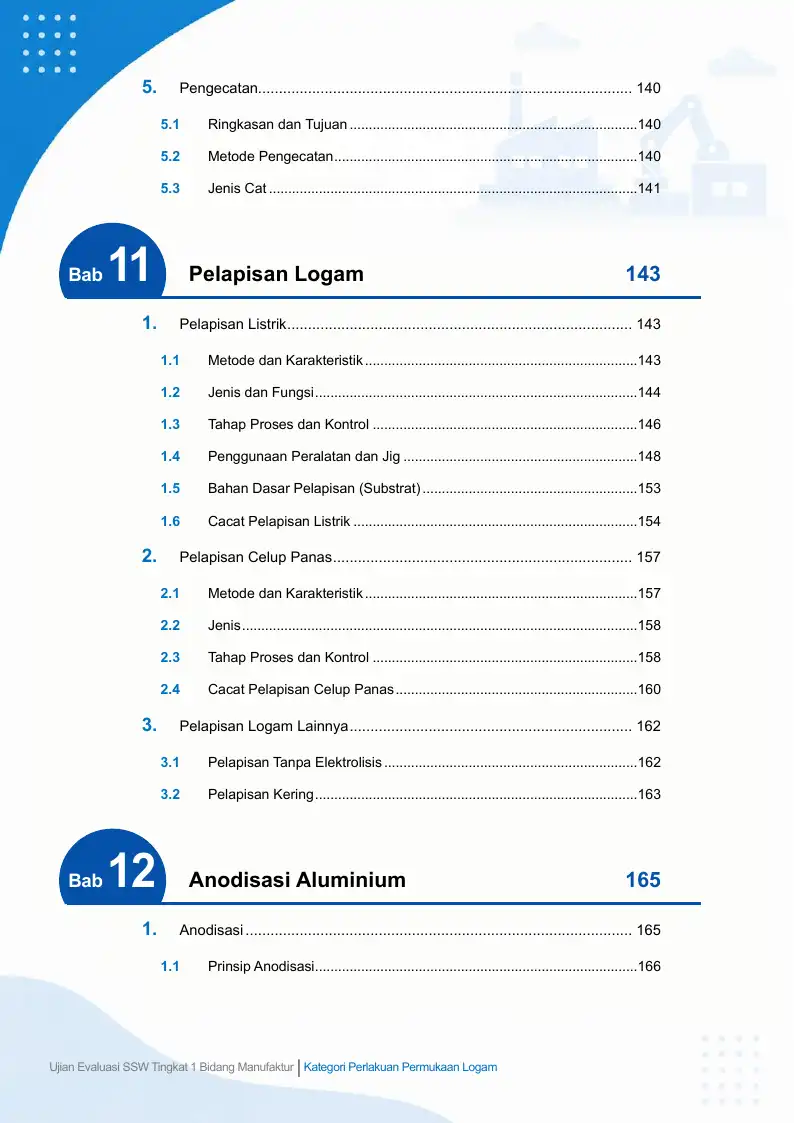 5. Pengecatan.......................................................................................... 140
5.1 Ringkasan dan Tujuan...........................................................................140
5.2 Metode Pengecatan...............................................................................140
5.3 Jenis Cat................................................................................................141
Bab 11 Pelapisan Logam 143
1. Pelapisan Listrik................................................................................... 143
1.1 Metode dan Karakteristik.......................................................................143
1.2 Jenis dan Fungsi....................................................................................144
1.3 Tahap Proses dan Kontrol.....................................................................146
1.4 Penggunaan Peralatan dan Jig.............................................................148
1.5 Bahan Dasar Pelapisan (Substrat)........................................................153
1.6 Cacat Pelapisan Listrik..........................................................................154
2. Pelapisan Celup Panas........................................................................ 157
2.1 Metode dan Karakteristik.......................................................................157
2.2 Jenis.......................................................................................................158
2.3 Tahap Proses dan Kontrol.....................................................................158
2.4 Cacat Pelapisan Celup Panas...............................................................160
3. Pelapisan Logam Lainnya.................................................................... 162
3.1 Pelapisan Tanpa Elektrolisis..................................................................162
3.2 Pelapisan Kering....................................................................................163
Bab 12 Anodisasi Aluminium 165
1. Anodisasi............................................................................................. 165
1.1 Prinsip Anodisasi....................................................................................166
Ujian Evaluasi SSW Tingkat 1 Bidang Manufaktur | Kategori Perlakuan Permukaan Logam